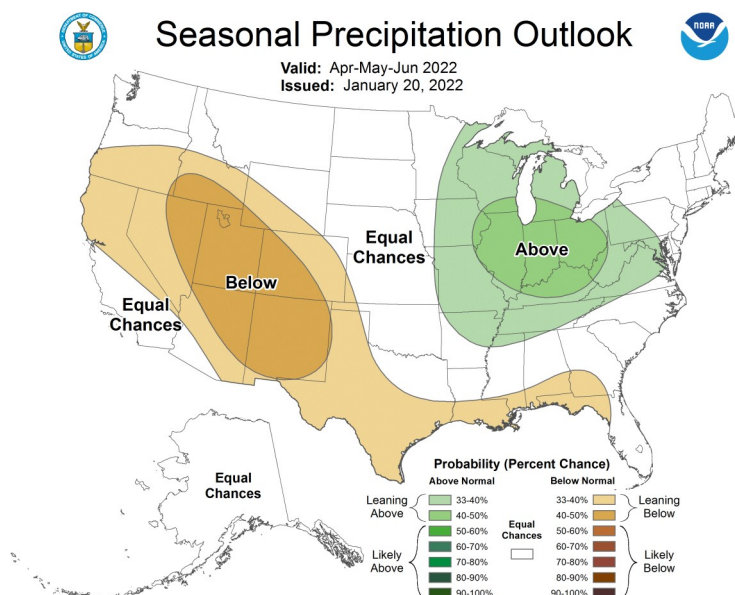 Seasonal Precipitation Outlook
Valid: Apr-May-Jun 2022
Issued: January 20, 2022
NOAA
Equal
Chances
Above
Below
Equal
Chances
Equal
Chances
Probability (Percent Chance)
Above Normal
Below Normal
Leaning
Above
33-40%
40-50%
Likely
Above
50-60%
60-70%
70-80%
80-90%
90-100%
Equal
Chances
33-40%
40-50%
Leaning
Below
50-60%
60-70%
70-80%
80-90%
90-100%
Likely
Below